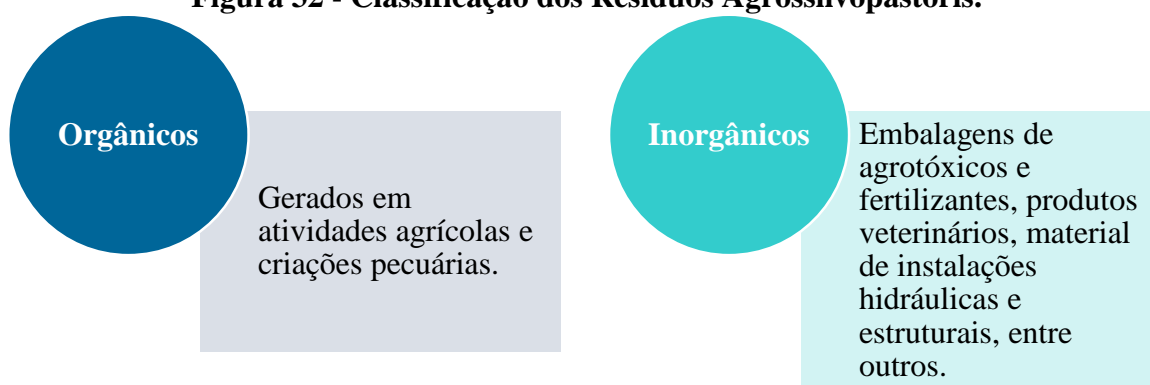 Figura 32 - Classificação dos Resíduos Agrossilvopastoris.
Orgânicos
Gerados em
atividades agrícolas e
criações pecuárias.
Inorgânicos
Embalagens de
agrotóxicos e
fertilizantes, produtos
veterinários, material
de instalações
hidráulicas e
estruturais, entre
outros.